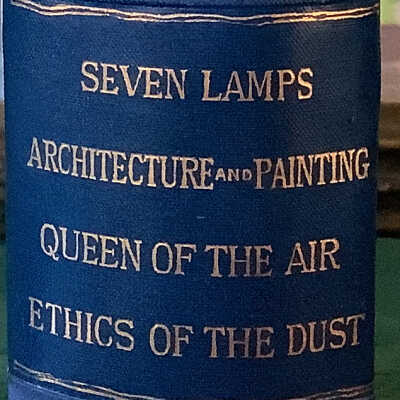 SEVEN LAMPS
ARCHITECTURE AND PAINTING
QUEEN OF THE AIR
ETHICS OF THE DUST